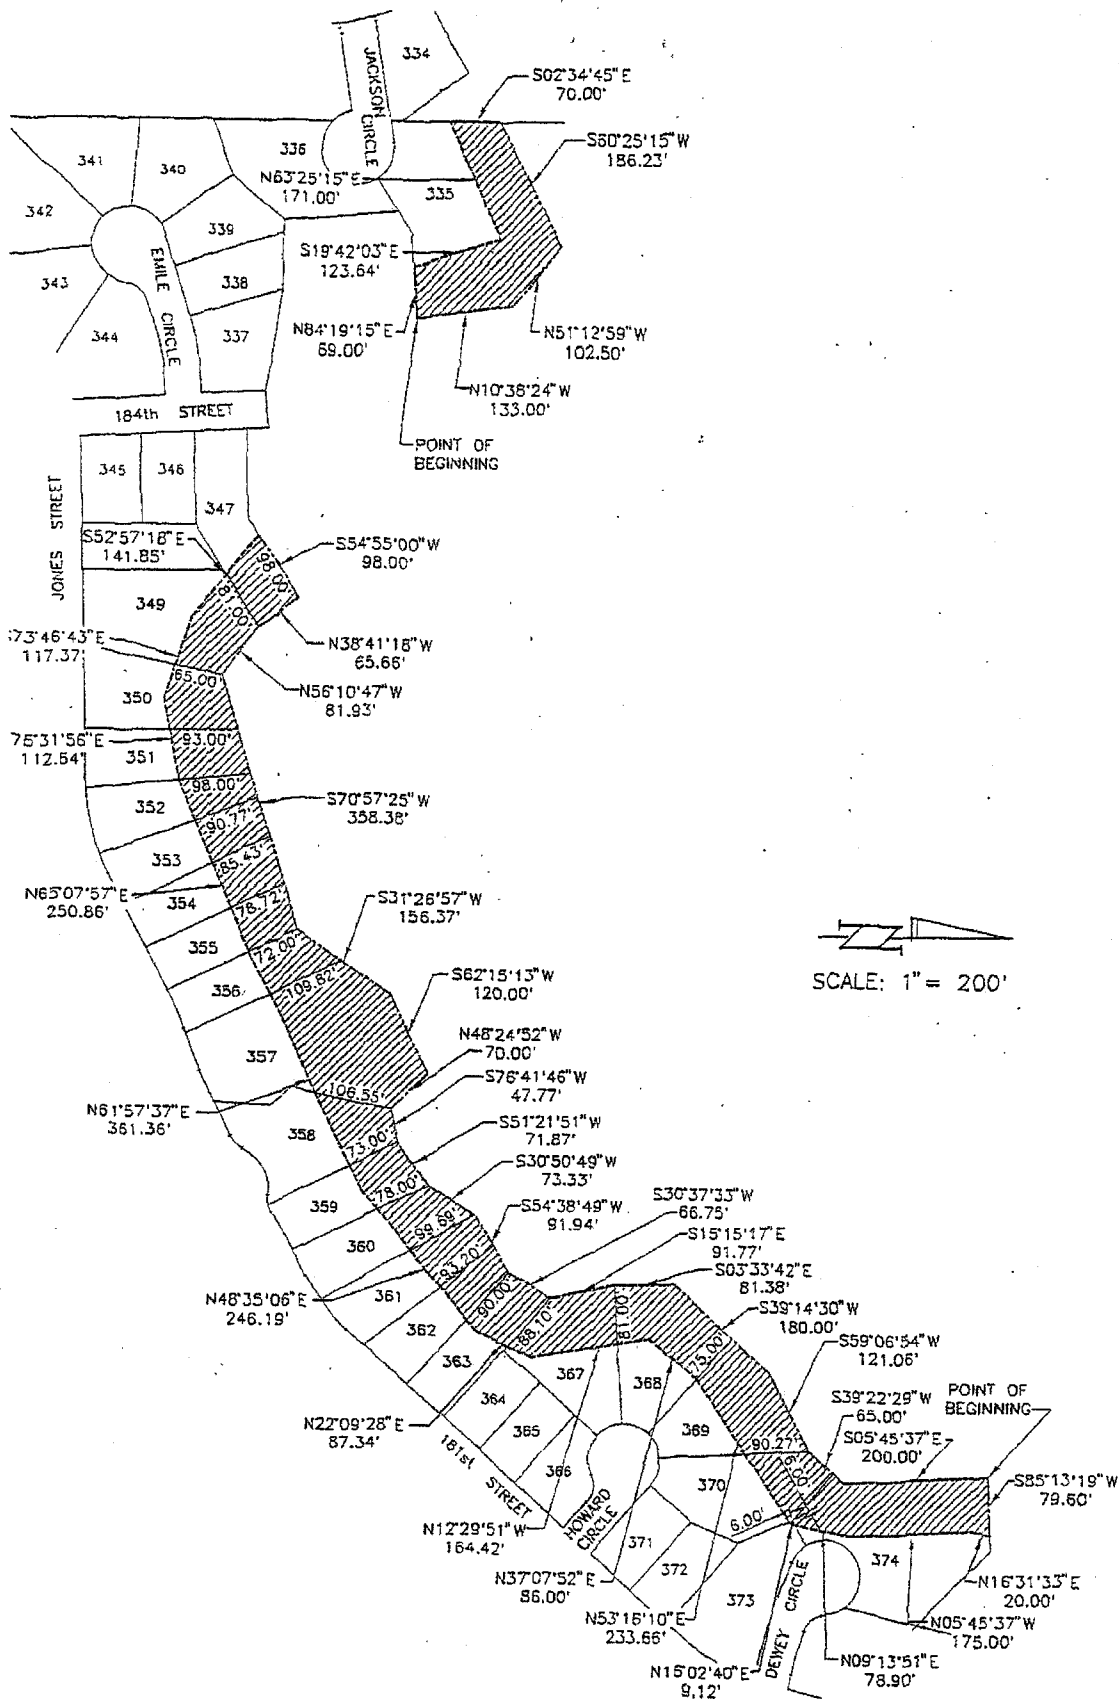 334
JACKSON
CIRCLE
S02°34'45"E
70.00'
S60°25'15"W
186.23'
336
341
340
N63°25'15"E
171.00'
335
342
339
S19°42'03"E
123.64'
EMILE
CIRCLE
343
338
344
337
N84°19'15"E
69.00'
N51°12'59"W
102.50'
N10°38'24"W
133.00'
184th STREET
POINT OF
BEGINNING
345
346
347
JONES STREET
S52°57'18"E
141.85'
S54°55'00"W
98.00'
98.00'
81.00'
349
N38°41'18"W
65.66'
S73°46'43"E
117.37'
65.00'
N56°10'47"W
81.93'
350
75°31'56"E
112.54'
93.00'
351
98.00'
352
S70°57'25"W
358.38'
90.77'
353
85.43'
N65°07'57"E
250.86'
354
78.72'
S31°26'57"W
156.37'
355
72.00'
356
109.82'
S62°15'13"W
120.00'
SCALE: 1" = 200'
357
N48°24'52"W
70.00'
106.55'
S76°41'46"W
47.77'
N61°57'37"E
361.36'
358
73.00'
S51°21'51"W
71.87'
78.00'
S30°50'49"W
73.33'
359
99.69'
S54°38'49"W
91.94'
S30°37'33"W
66.75'
360
93.20'
S15°15'17"E
91.77'
S03°33'42"E
81.38'
N48°35'06"E
246.19'
361
90.00'
88.10'
81.00'
S39°14'30"W
180.00'
362
75.00'
363
367
368
S59°06'54"W
121.06'
364
S39°22'29"W
65.00'
POINT OF
BEGINNING
N22°09'28"E
87.34'
369
S05°45'37"E
200.00'
365
90.27'
181st
STREET
366
370
S85°13'19"W
79.60'
HOWARD
CIRCLE
6.00'
N12°29'51"W
164.42'
371
372
374
N37°07'52"E
86.00'
N16°31'33"E
20.00'
373
DEWEY CIRCLE
N53°16'10"E
233.66'
N05°45'37"W
175.00'
N15°02'40"E
9.12'
N09°13'51"E
78.90'